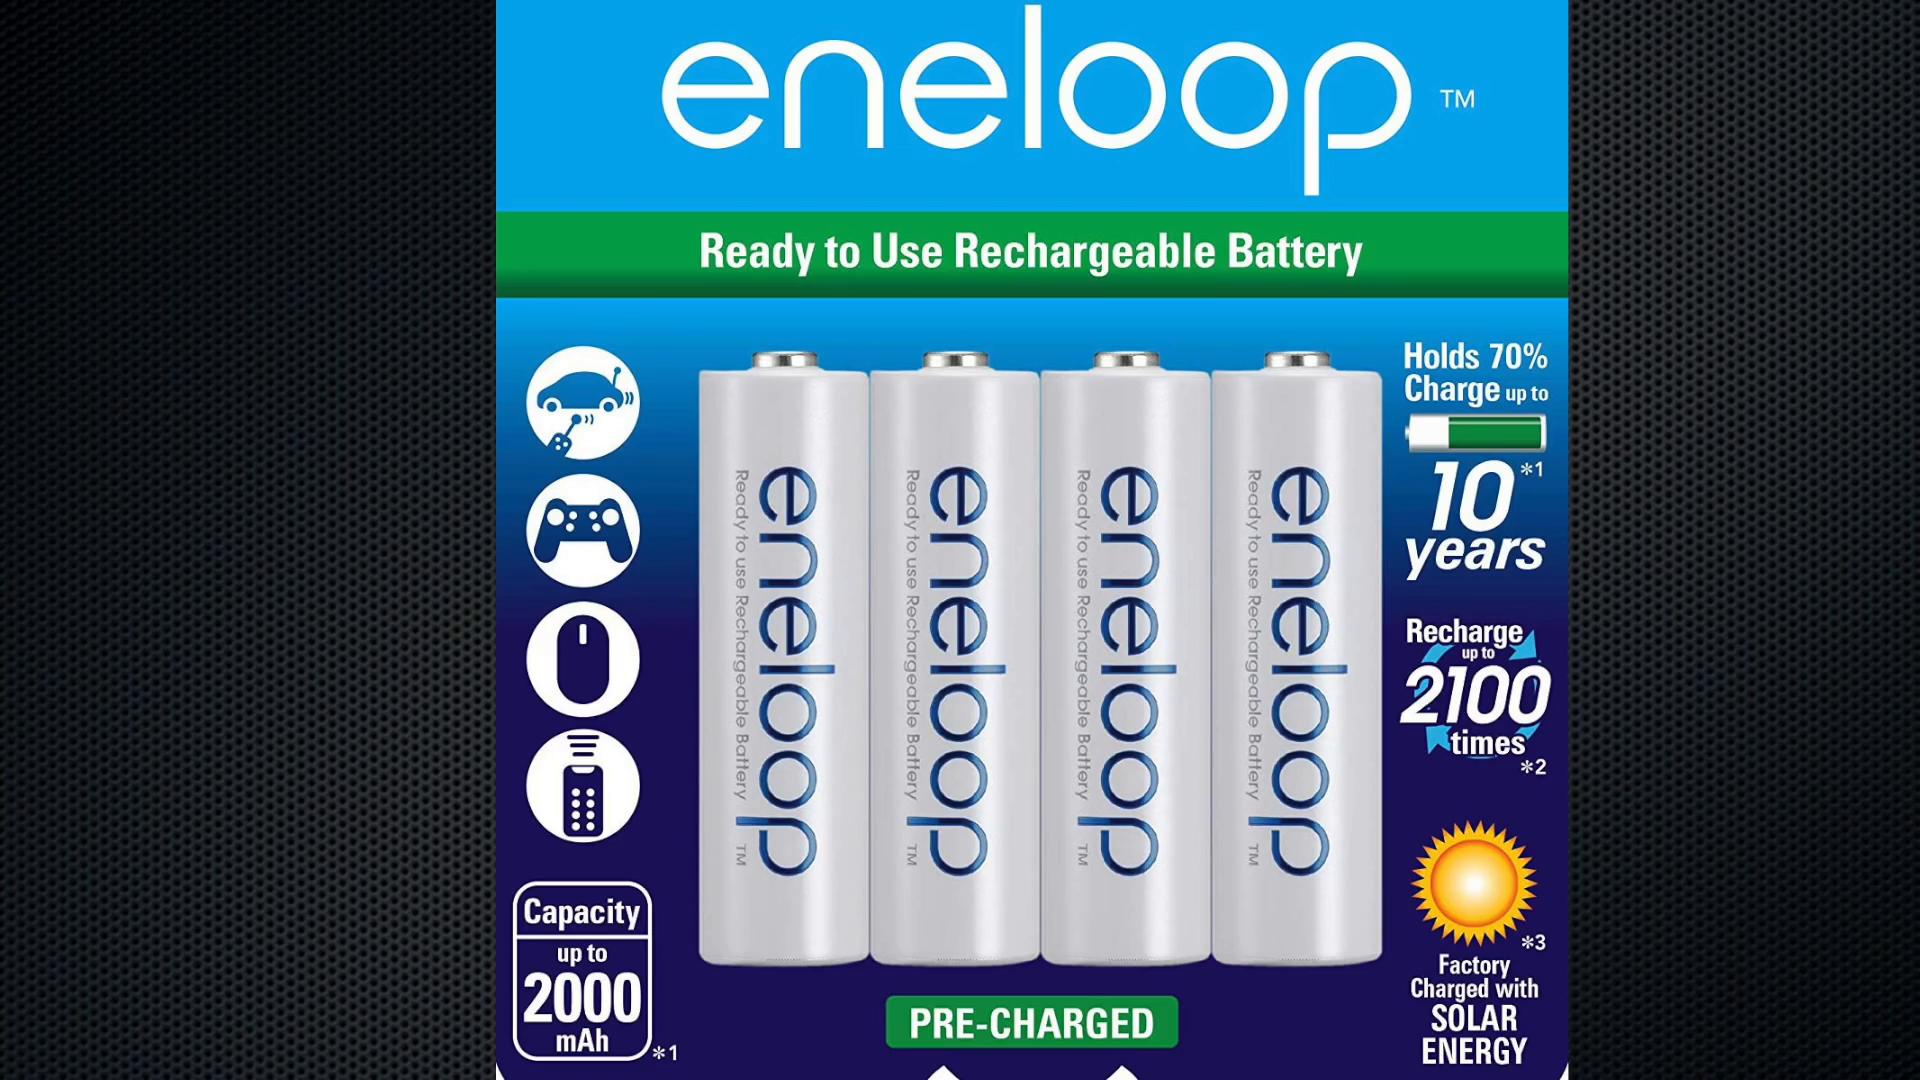 eneloop ™
Ready to Use Rechargeable Battery
Holds 70%
Charge up to
10 *1
years
Recharge
up to
2100
times
*2
*3
Factory
Charged with
SOLAR
ENERGY
eneloop
Ready to use Rechargeable Battery ™
eneloop
Ready to use Rechargeable Battery ™
eneloop
Ready to use Rechargeable Battery ™
eneloop
Ready to use Rechargeable Battery ™
Capacity
up to
2000
mAh *1
PRE-CHARGED